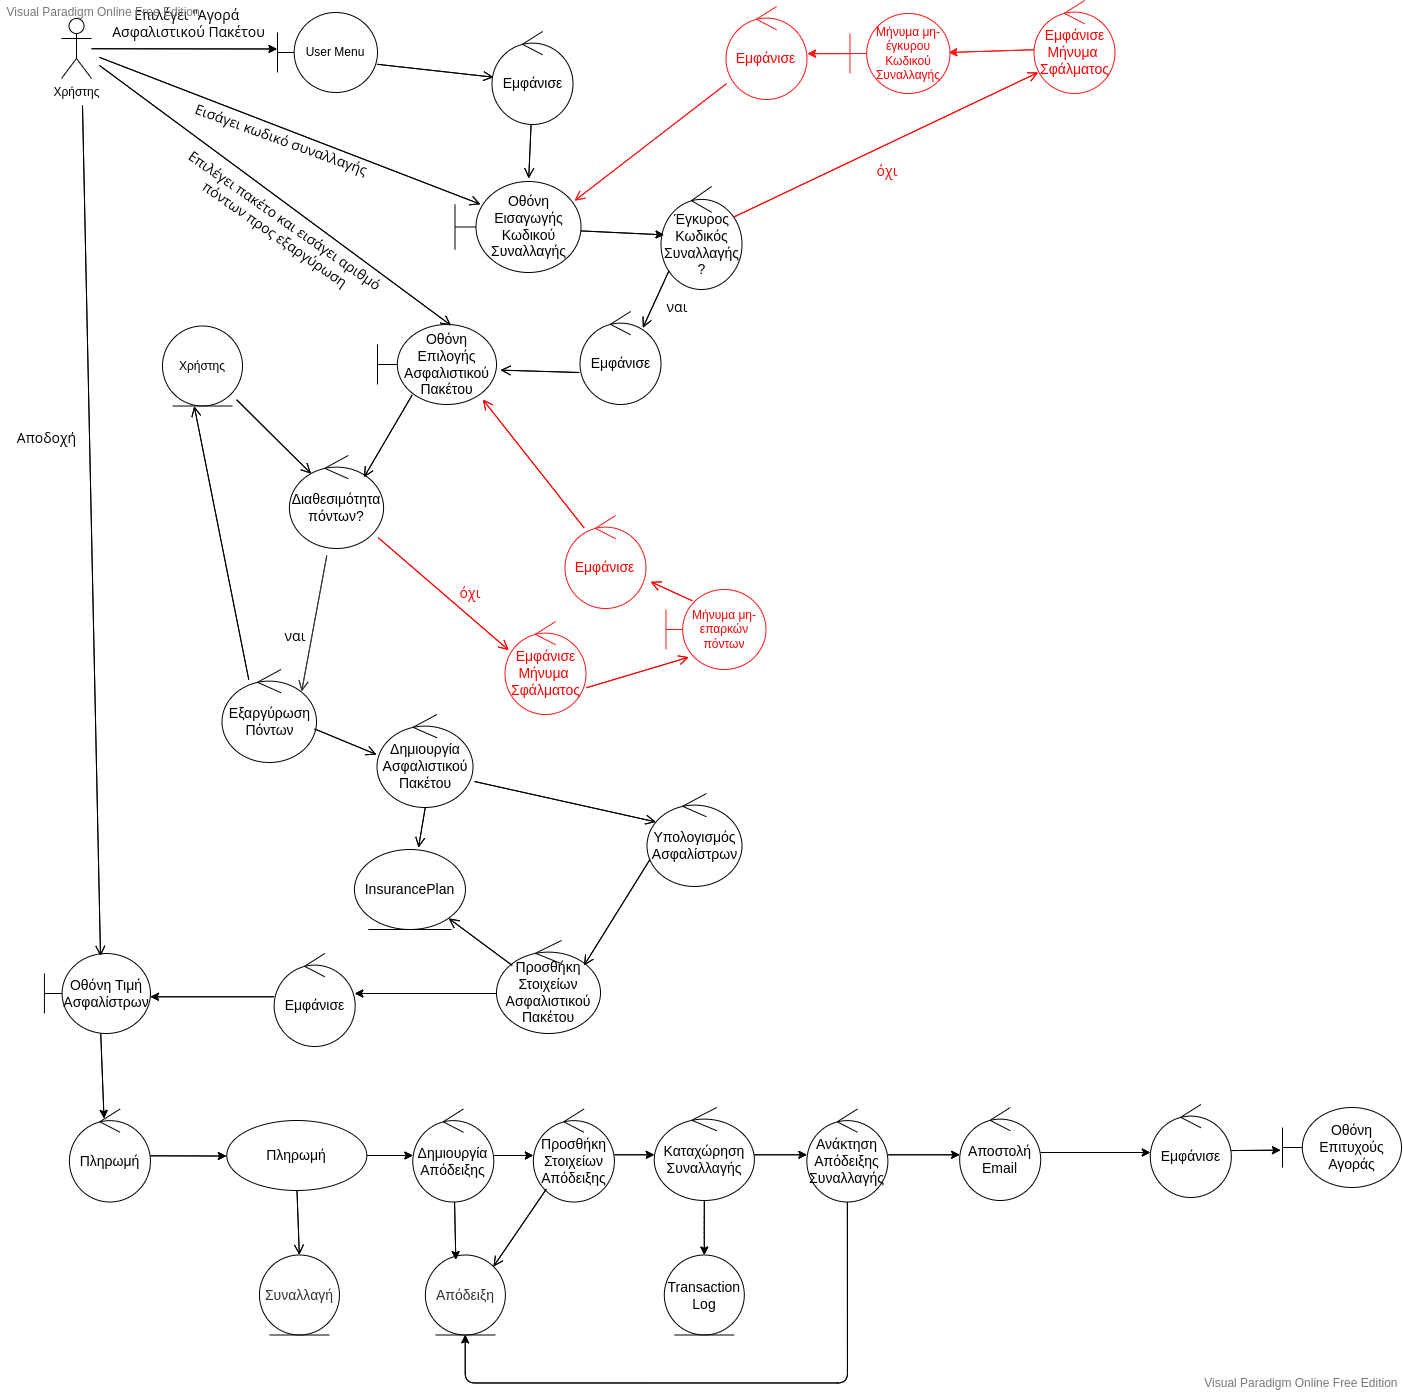 Visual Paradigm Online Free Edition
Επιλέγει "Αγορά
Ασφαλιστικού Πακέτου
Χρήστης
User Menu
Εμφάνισε
Εμφάνισε
Μήνυμα μη-
έγκυρου
Κωδικού
Συναλλαγής
Εμφάνισε
Μήνυμα
Σφάλματος
Εισάγει κωδικό συναλλαγής
Επιλέγει πακέτο και εισάγει αριθμό
πόντων προς εξαργύρωση
όχι
Οθόνη
Εισαγωγής
Κωδικού
Συναλλαγής
Έγκυρος
Κωδικός
Συναλλαγής
?
ναι
Χρήστης
Οθόνη
Επιλογής
Ασφαλιστικού
Πακέτου
Εμφάνισε
Αποδοχή
Διαθεσιμότητα
πόντων?
Εμφάνισε
όχι
ναι
Μήνυμα μη-
επαρκών
πόντων
Εμφάνισε
Μήνυμα
Σφάλματος
Εξαργύρωση
Πόντων
Δημιουργία
Ασφαλιστικού
Πακέτου
Υπολογισμός
Ασφαλίστρων
InsurancePlan
Οθόνη Τιμή
Ασφαλίστρων
Εμφάνισε
Προσθήκη
Στοιχείων
Ασφαλιστικού
Πακέτου
Πληρωμή
Πληρωμή
Δημιουργία
Απόδειξης
Προσθήκη
Στοιχείων
Απόδειξης
Καταχώρηση
Συναλλαγής
Ανάκτηση
Απόδειξης
Συναλλαγής
Αποστολή
Email
Εμφάνισε
Οθόνη
Επιτυχούς
Αγοράς
Συναλλαγή
Απόδειξη
Transaction
Log
Visual Paradigm Online Free Edition